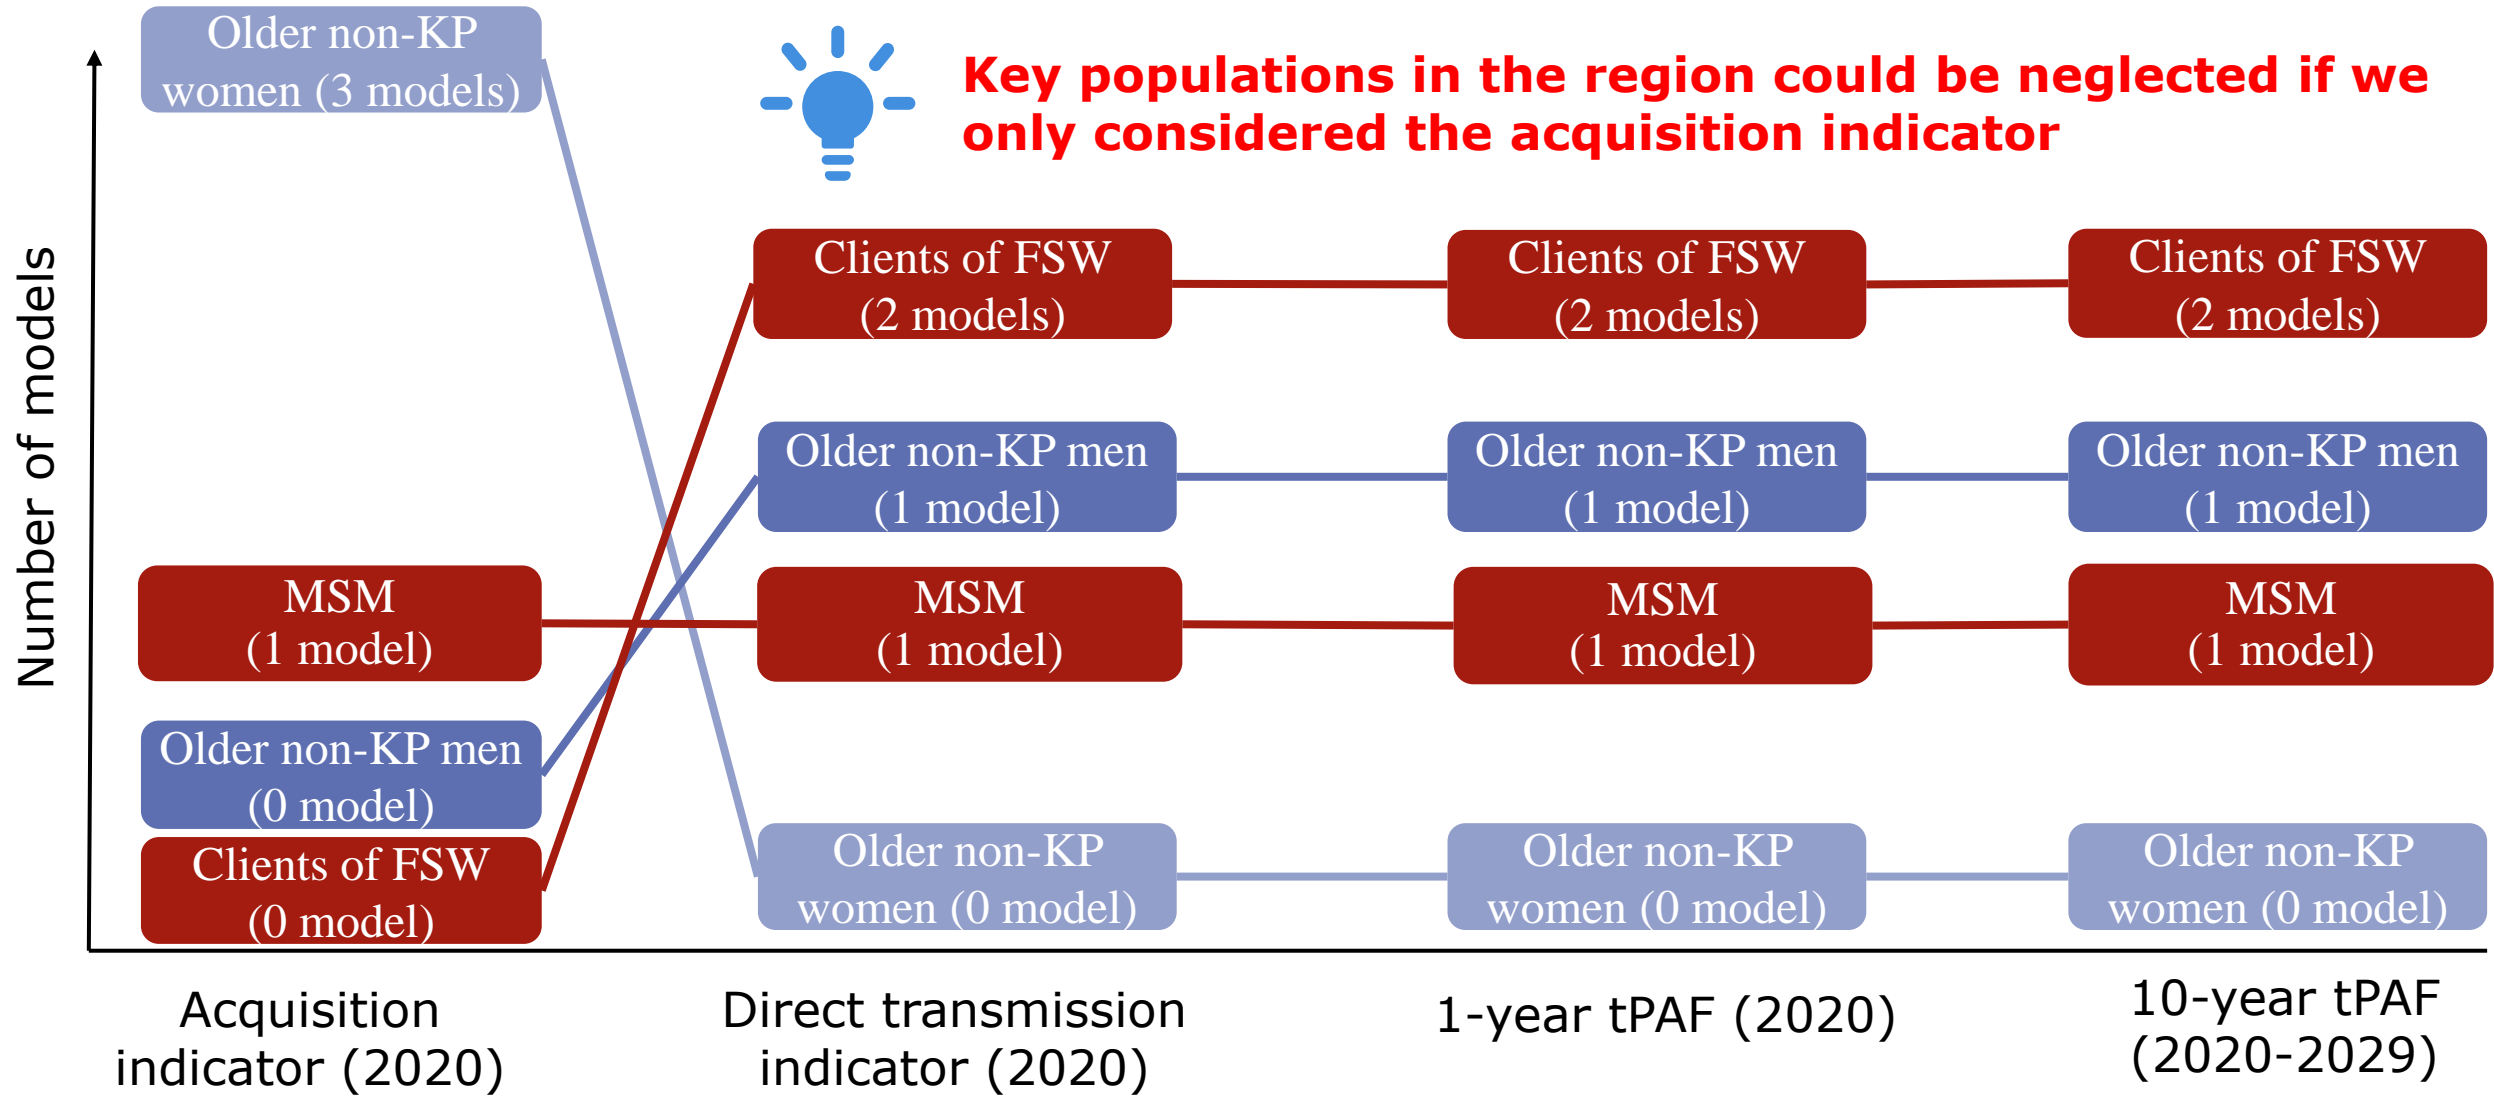 Older non-KP
women (3 models)
Key populations in the region could be neglected if we
only considered the acquisition indicator
Number of models
Clients of FSW
(2 models)
Clients of FSW
(2 models)
Clients of FSW
(2 models)
Older non-KP men
(1 model)
Older non-KP men
(1 model)
Older non-KP men
(1 model)
MSM
(1 model)
MSM
(1 model)
MSM
(1 model)
MSM
(1 model)
Older non-KP men
(0 model)
Clients of FSW
(0 model)
Older non-KP
women (0 model)
Older non-KP
women (0 model)
Older non-KP
women (0 model)
Acquisition
indicator (2020)
Direct transmission
indicator (2020)
1-year tPAF (2020)
10-year tPAF
(2020-2029)